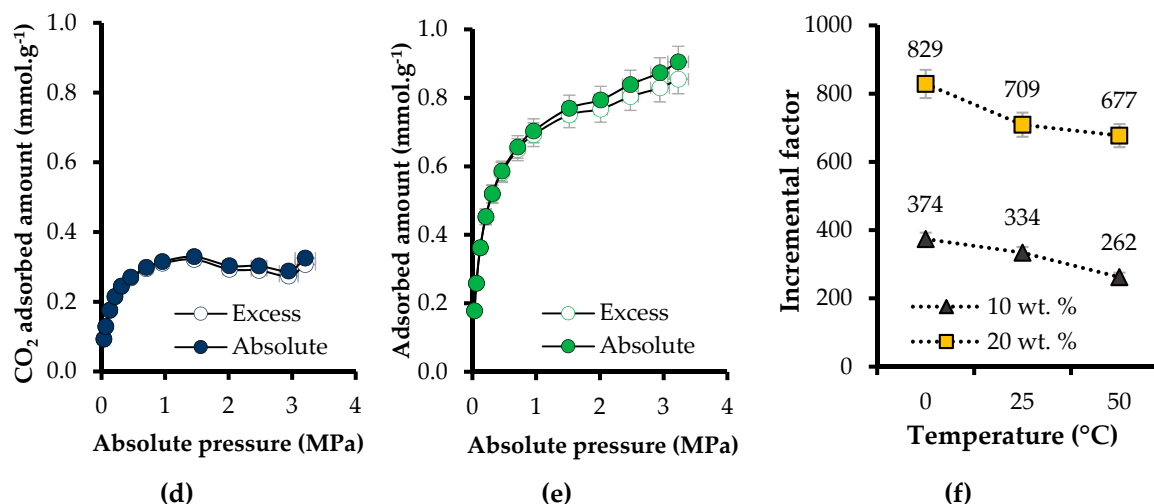 CO₂ adsorbed amount (mmol.g⁻¹)
1.0
0.8
0.6
0.4
0.2
0.0
Excess
Absolute
0 1 2 3 4
Absolute pressure (MPa)
(d)
Adsorbed amount (mmol.g⁻¹)
1.0
0.8
0.6
0.4
0.2
0.0
Excess
Absolute
0 1 2 3 4
Absolute pressure (MPa)
(e)
Incremental factor
1000
800
600
400
200
0
829
709
677
374
334
262
10 wt. %
20 wt. %
0 25 50
Temperature (°C)
(f)